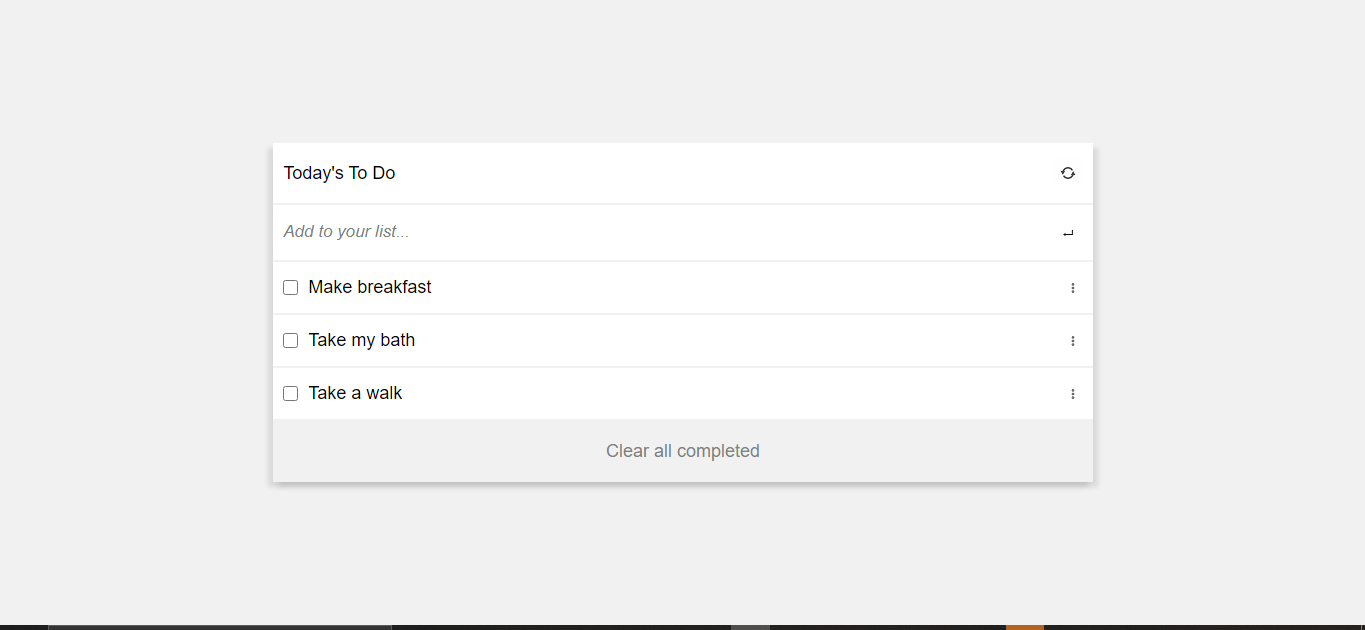 Today's To Do
Add to your list...
Make breakfast
Take my bath
Take a walk
Clear all completed